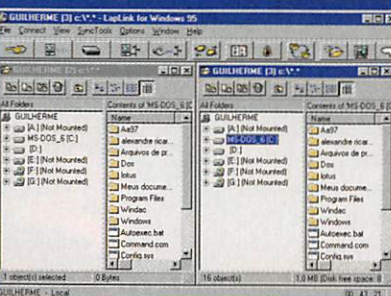 GUILHERME [3] c:\*.* - LapLink for Windows 95
File Connect View SyncTools Options Window Help
GUILHERME [2] c:\*.*
All Folders
Contents of 'MS-DOS_6 [C:]
GUILHERME
[A:] (Not Mounted)
MS-DOS_6 [C:]
[D:]
[E:] (Not Mounted)
[F:] (Not Mounted)
[G:] (Not Mounted)
Name
Aa97
alexandre ricar...
Arquivos de pr...
Dos
lotus
Meus docume...
Program Files
Windac
Windows
Autoexec.bat
Command.com
Config.sys
1 object(s) selected
0 Bytes
GUILHERME [3] c:\*.*
All Folders
Contents of 'MS-DOS_6 [C:]
GUILHERME
[A:] (Not Mounted)
MS-DOS_6 [C:]
[D:]
[E:] (Not Mounted)
[F:] (Not Mounted)
[G:] (Not Mounted)
Name
Aa97
alexandre ricar...
Arquivos de pr...
Dos
lotus
Meus docume...
Program Files
Windac
Windows
Autoexec.bat
Command.com
Config.sys
16 object(s)
1,0 MB (Disk free space: 8
GUILHERME - Local